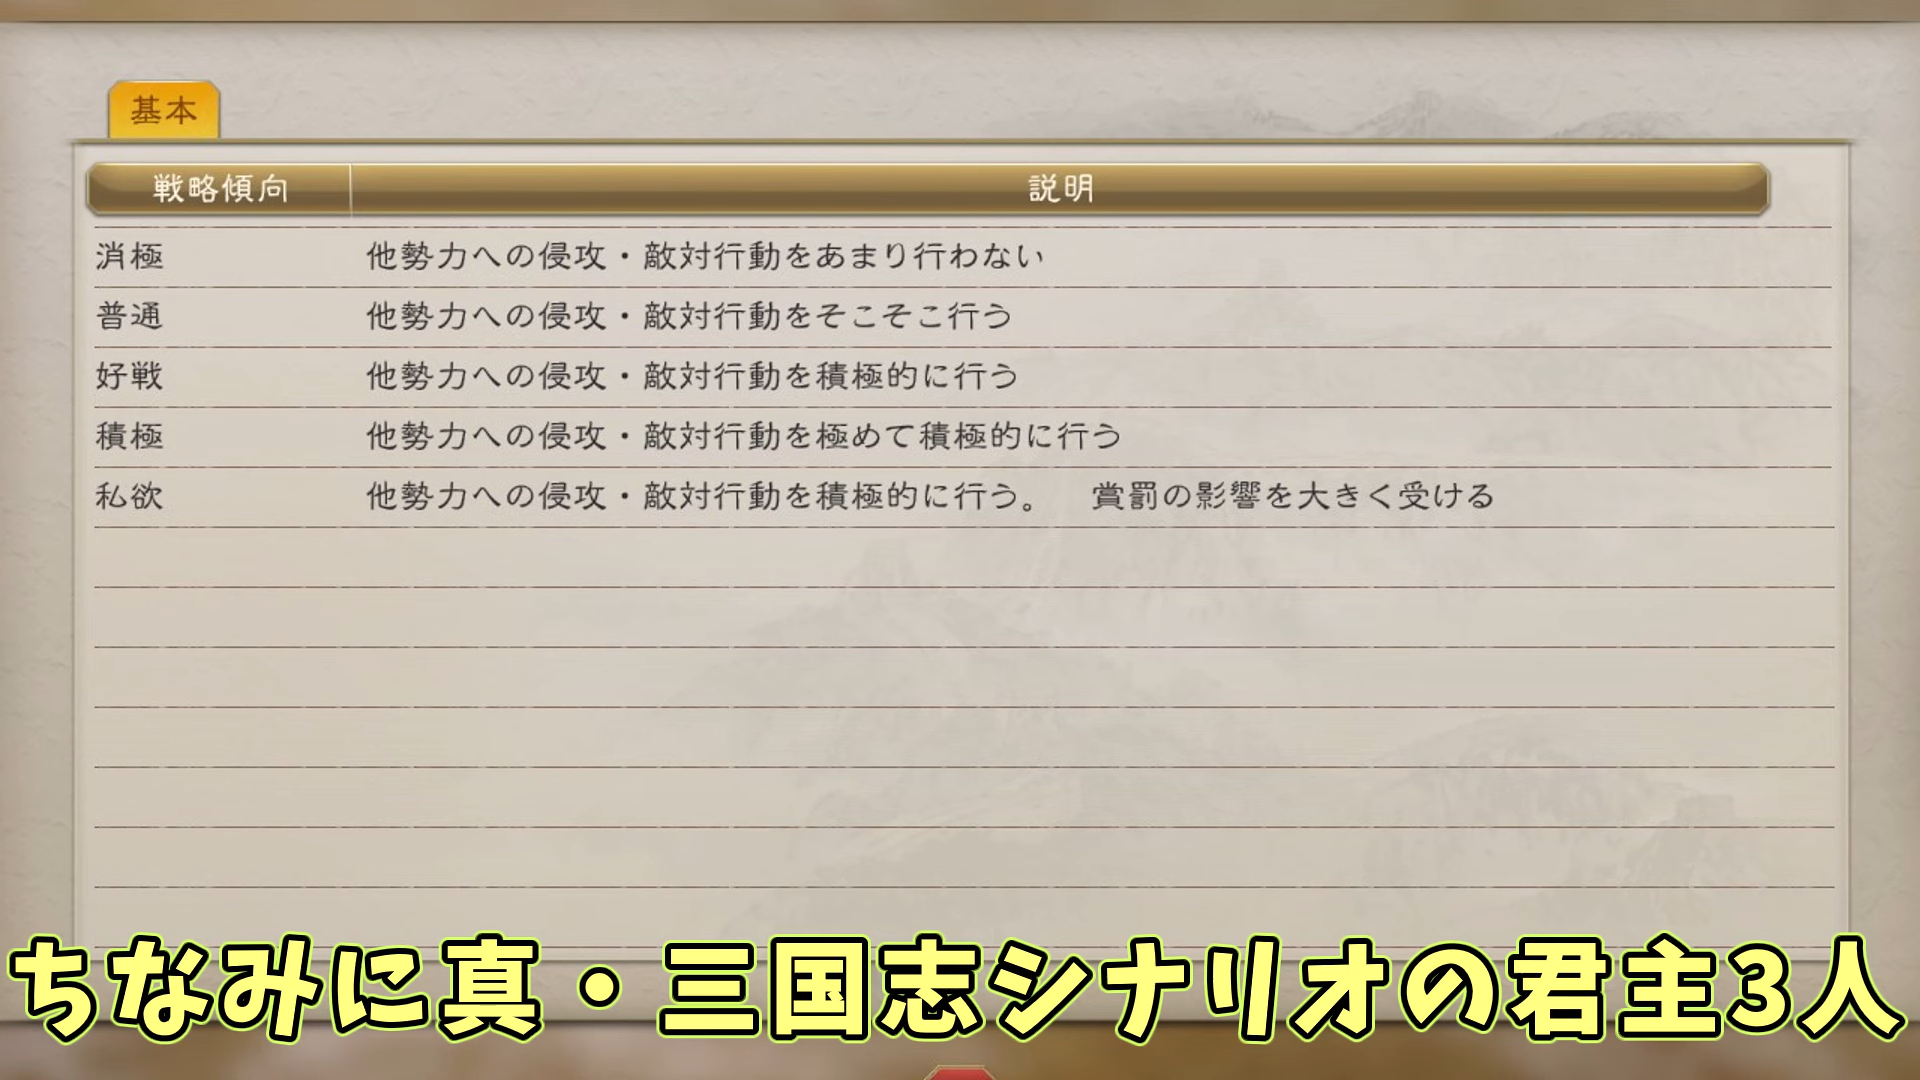 基本
戦略傾向 説明
消極 他勢力への侵攻・敵対行動をあまり行わない
普通 他勢力への侵攻・敵対行動をそこそこ行う
好戦 他勢力への侵攻・敵対行動を積極的に行う
積極 他勢力への侵攻・敵対行動を極めて積極的に行う
私欲 他勢力への侵攻・敵対行動を積極的に行う。　賞罰の影響を大きく受ける
ちなみに真・三国志シナリオの君主3人